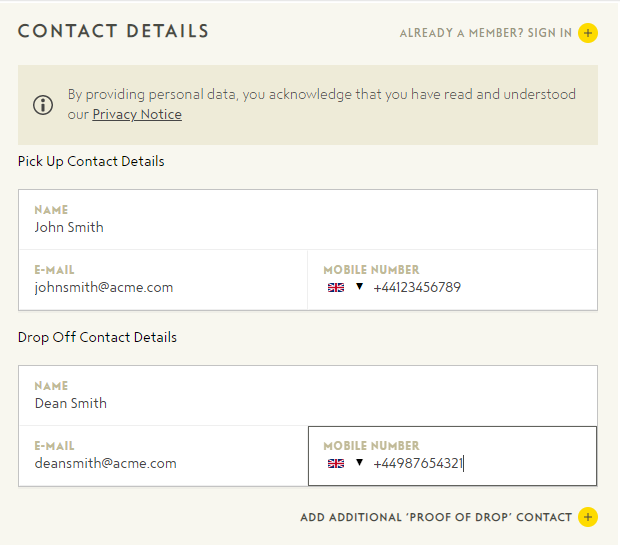 CONTACT DETAILS
ALREADY A MEMBER? SIGN IN +
By providing personal data, you acknowledge that you have read and understood
our Privacy Notice
Pick Up Contact Details
NAME
John Smith
E-MAIL
johnsmith@acme.com
MOBILE NUMBER
+44123456789
Drop Off Contact Details
NAME
Dean Smith
E-MAIL
deansmith@acme.com
MOBILE NUMBER
+44987654321
ADD ADDITIONAL 'PROOF OF DROP' CONTACT +